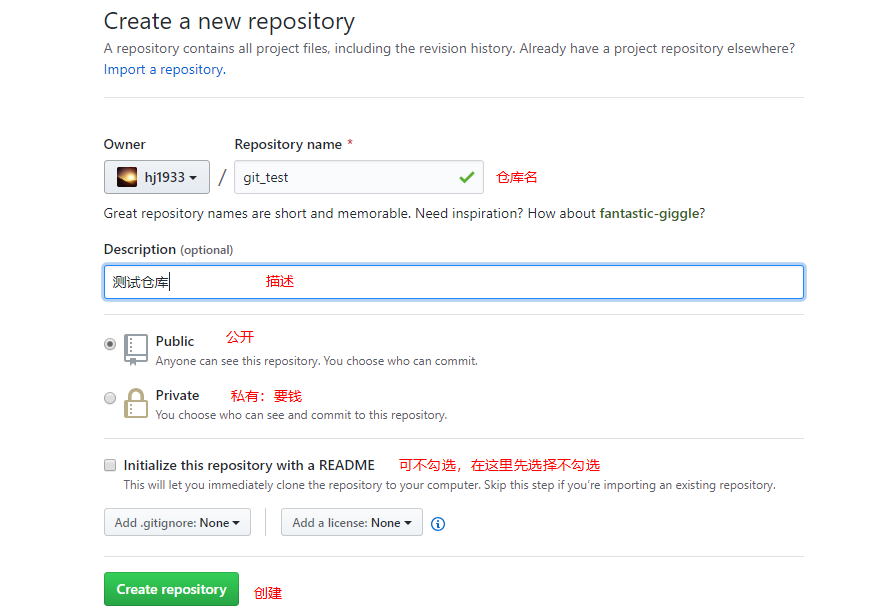 Create a new repository
A repository contains all project files, including the revision history. Already have a project repository elsewhere?
Import a repository.
Owner Repository name *
hj1933 / git_test 仓库名
Great repository names are short and memorable. Need inspiration? How about fantastic-giggle?
Description (optional)
测试仓库 描述
Public 公开
Anyone can see this repository. You choose who can commit.
Private 私有：要钱
You choose who can see and commit to this repository.
Initialize this repository with a README 可不勾选，在这里先选择不勾选
This will let you immediately clone the repository to your computer. Skip this step if you’re importing an existing repository.
Add .gitignore: None Add a license: None
Create repository 创建